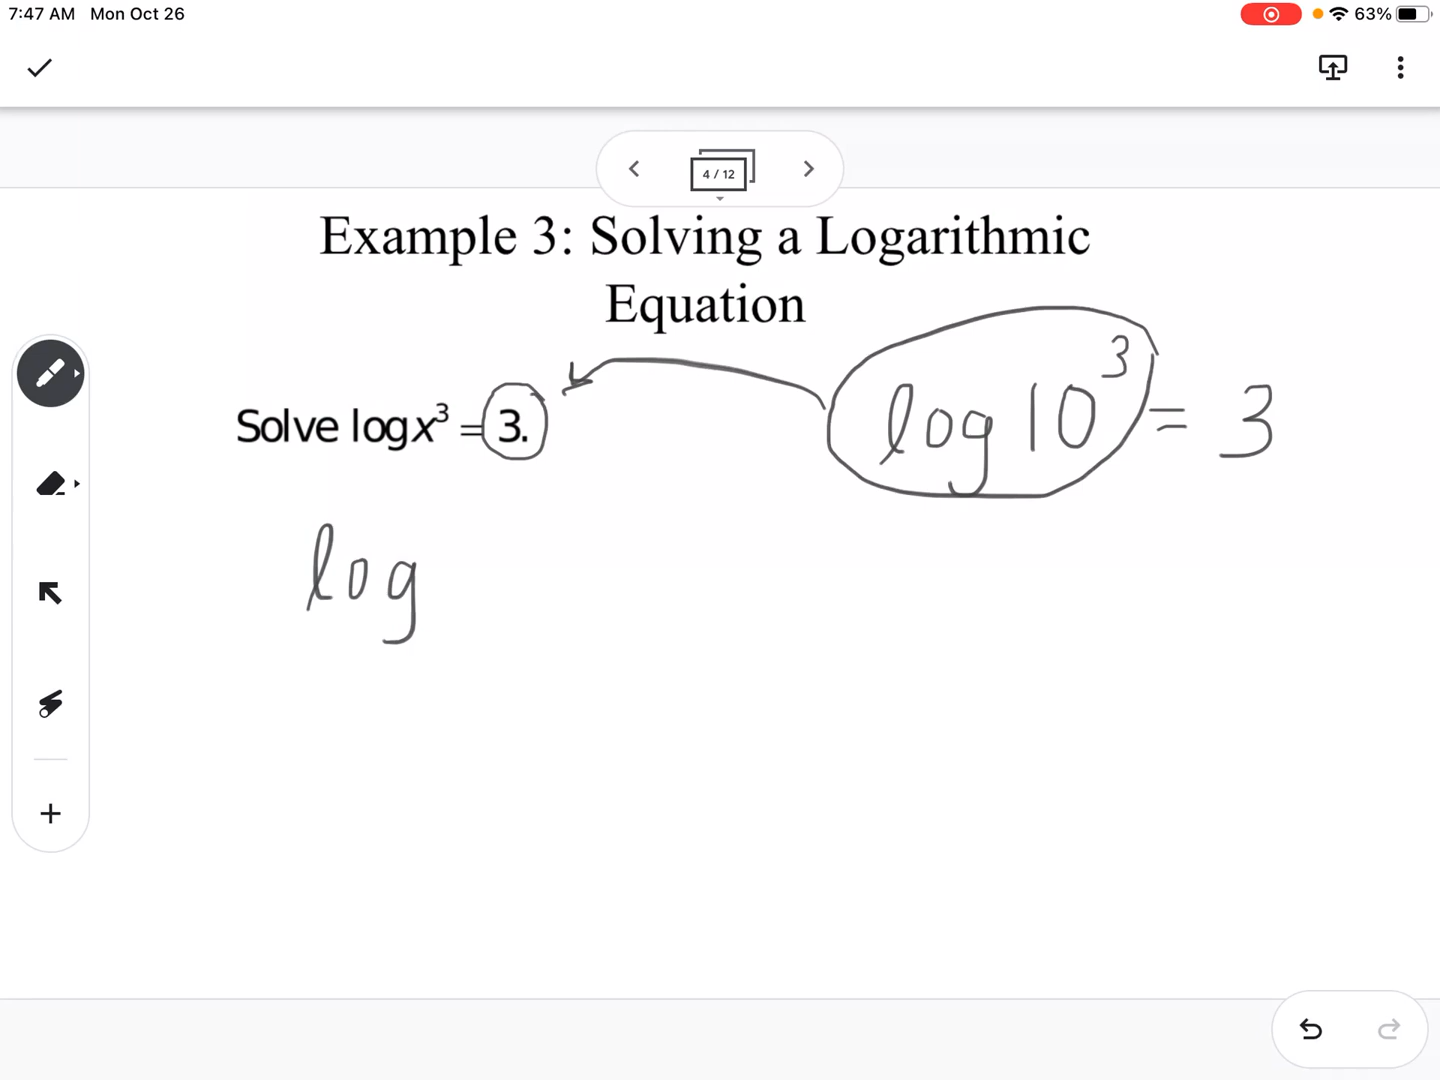 7:47 AM Mon Oct 26
63%
4 / 12
Example 3: Solving a Logarithmic
Equation
Solve log x³ = 3.
log 10³ = 3
log